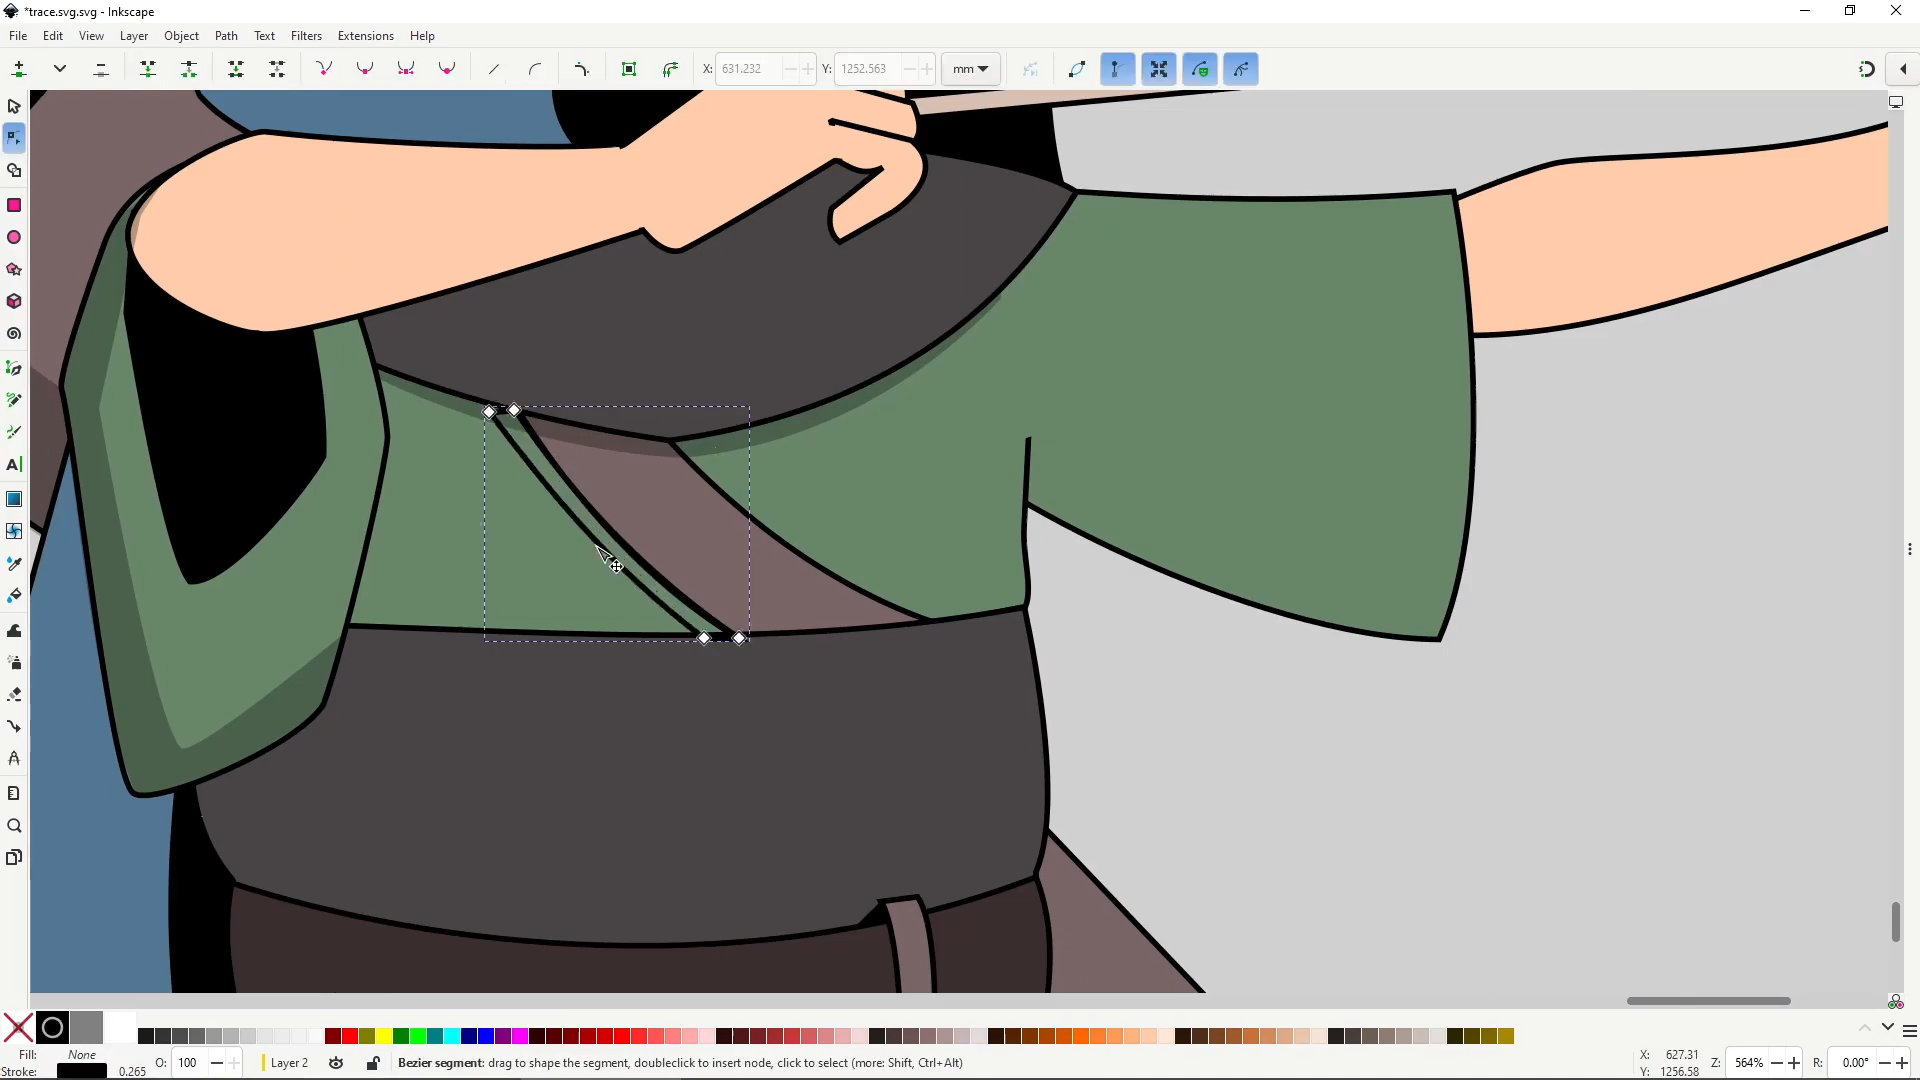 *trace.svg.svg - Inkscape
File Edit View Layer Object Path Text Filters Extensions Help
X: 631.232 Y: 1252.563 mm
Fill: None
Stroke: 0.265
O: 100
Layer 2
Bezier segment: drag to shape the segment, doubleclick to insert node, click to select (more: Shift, Ctrl+Alt)
X: 627.31
Y: 1256.58
Z: 564%
R: 0.00°